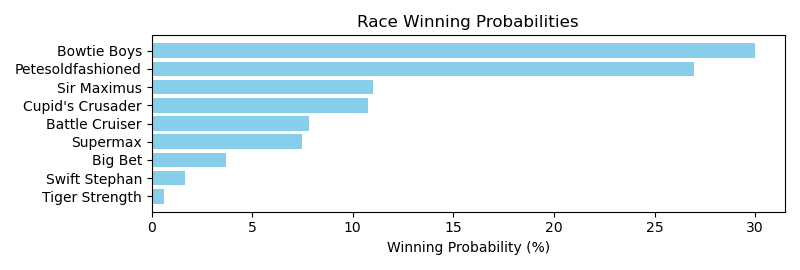 Race Winning Probabilities
Bowtie Boys
Petesoldfashioned
Sir Maximus
Cupid's Crusader
Battle Cruiser
Supermax
Big Bet
Swift Stephan
Tiger Strength
0 5 10 15 20 25 30
Winning Probability (%)